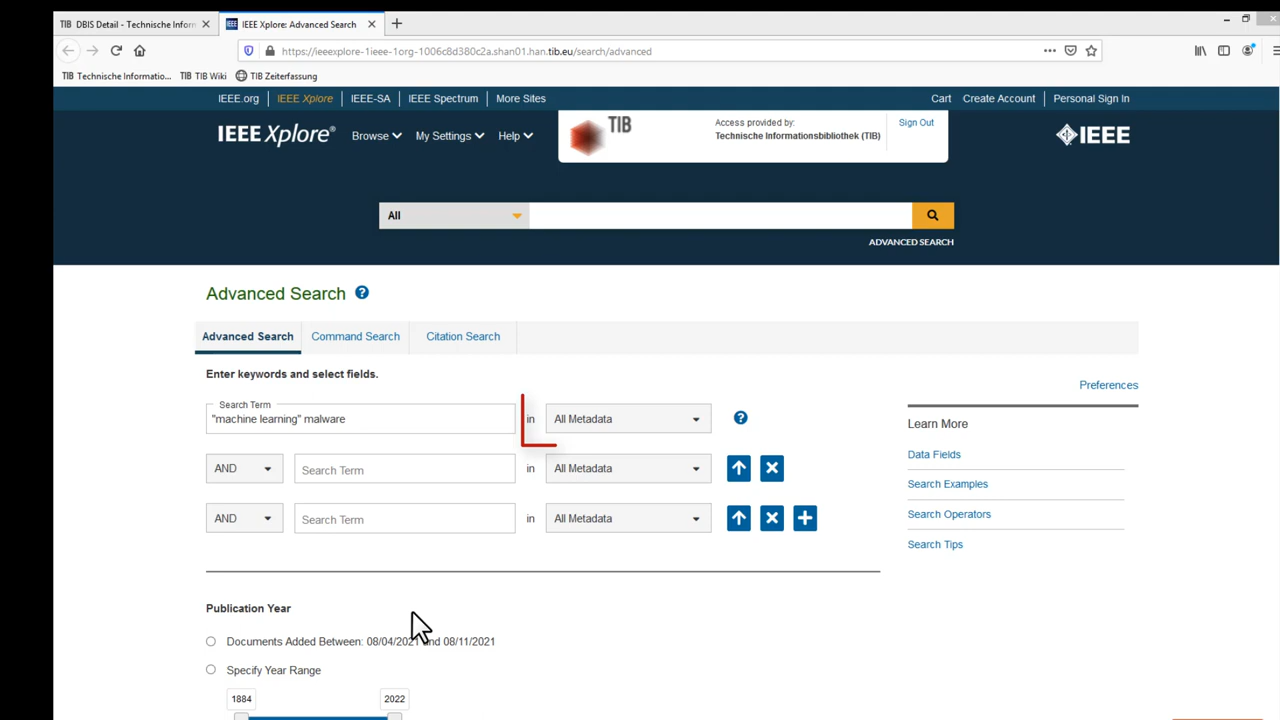 TIB DBIS Detail - Technische Inform
IEEE Xplore: Advanced Search
https://ieeexplore-1ieee-1org-1006c8d380c2a.shan01.han.tib.eu/search/advanced
TIB Technische Informatio...
TIB TIB Wiki
TIB Zeiterfassung
IEEE.org
IEEE Xplore
IEEE-SA
IEEE Spectrum
More Sites
Cart
Create Account
Personal Sign In
IEEE Xplore®
Browse
My Settings
Help
TIB
Access provided by:
Technische Informationsbibliothek (TIB)
Sign Out
IEEE
All
ADVANCED SEARCH
Advanced Search ?
Advanced Search
Command Search
Citation Search
Enter keywords and select fields.
Preferences
Search Term
"machine learning" malware
in
All Metadata
?
Learn More
AND
Search Term
in
All Metadata
Data Fields
Search Examples
AND
Search Term
in
All Metadata
Search Operators
Search Tips
Publication Year
Documents Added Between: 08/04/2021 and 08/11/2021
Specify Year Range
1884
2022